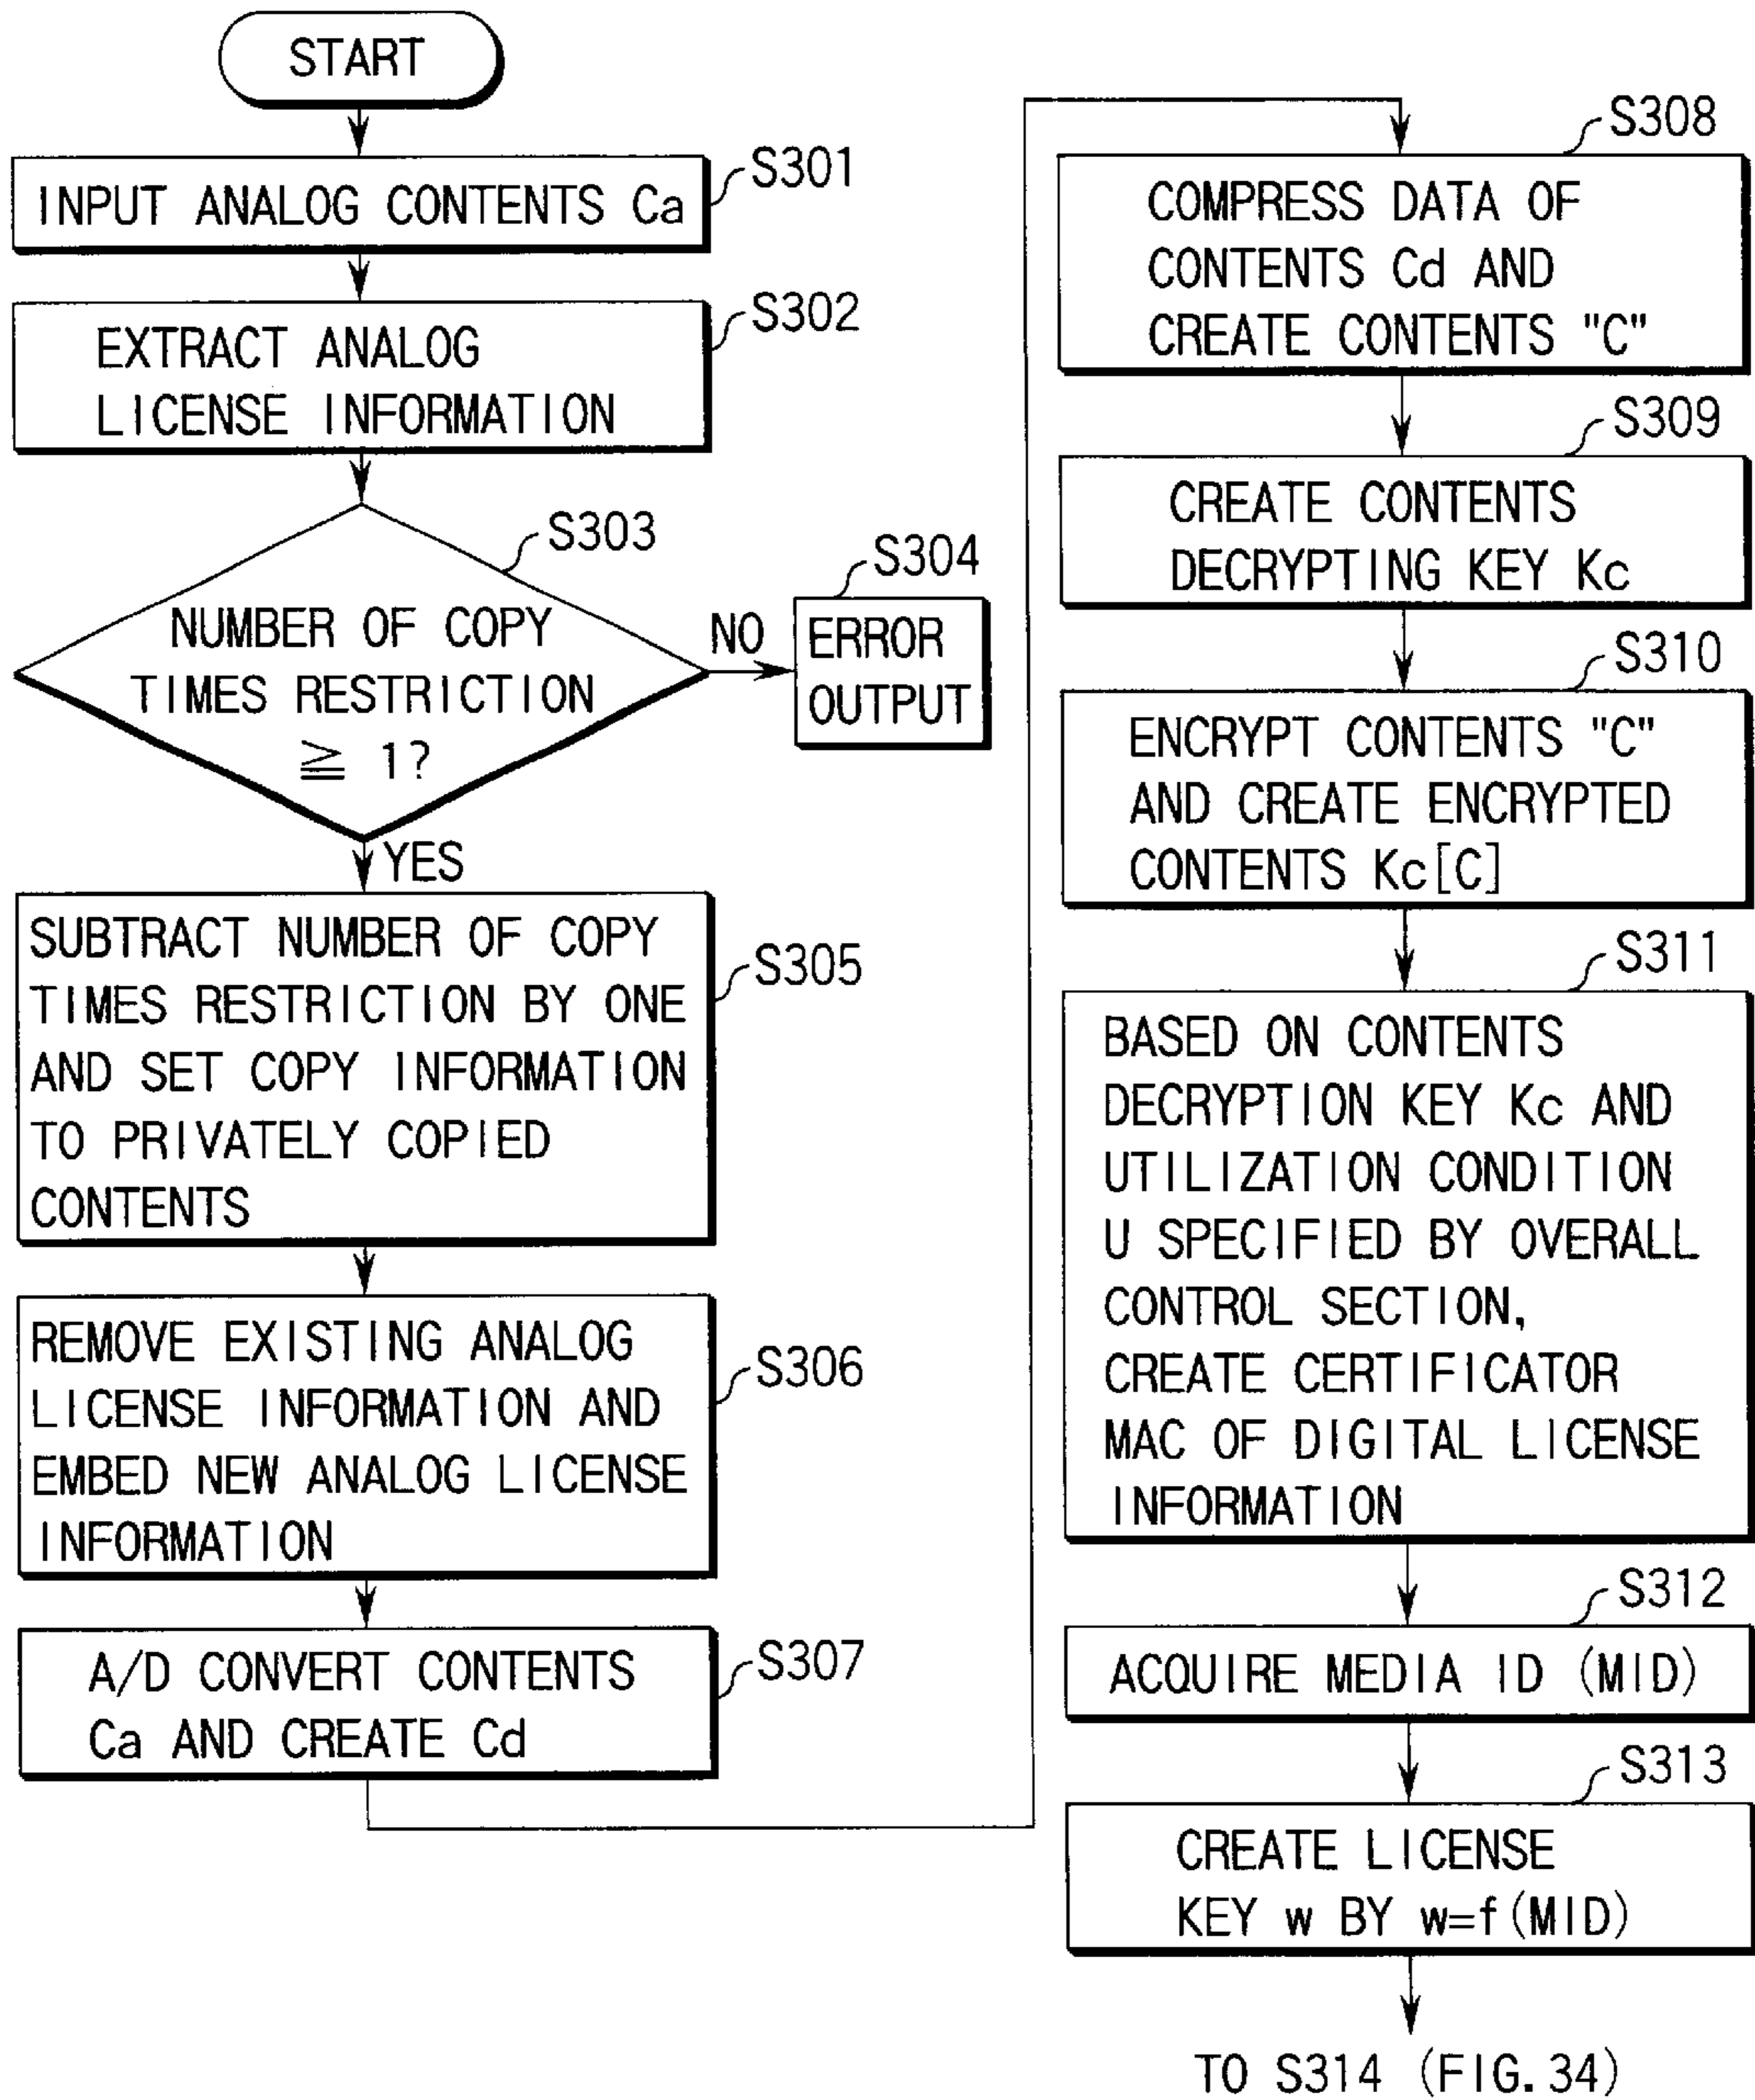 START
INPUT ANALOG CONTENTS Ca
S301
EXTRACT ANALOG
LICENSE INFORMATION
S302
NUMBER OF COPY
TIMES RESTRICTION
≧ 1?
S303
NO
S304
ERROR
OUTPUT
YES
SUBTRACT NUMBER OF COPY
TIMES RESTRICTION BY ONE
AND SET COPY INFORMATION
TO PRIVATELY COPIED
CONTENTS
S305
REMOVE EXISTING ANALOG
LICENSE INFORMATION AND
EMBED NEW ANALOG LICENSE
INFORMATION
S306
A/D CONVERT CONTENTS
Ca AND CREATE Cd
S307
S308
COMPRESS DATA OF
CONTENTS Cd AND
CREATE CONTENTS "C"
S309
CREATE CONTENTS
DECRYPTING KEY Kc
S310
ENCRYPT CONTENTS "C"
AND CREATE ENCRYPTED
CONTENTS Kc[C]
S311
BASED ON CONTENTS
DECRYPTION KEY Kc AND
UTILIZATION CONDITION
U SPECIFIED BY OVERALL
CONTROL SECTION,
CREATE CERTIFICATOR
MAC OF DIGITAL LICENSE
INFORMATION
S312
ACQUIRE MEDIA ID (MID)
S313
CREATE LICENSE
KEY w BY w=f(MID)
TO S314 (FIG.34)